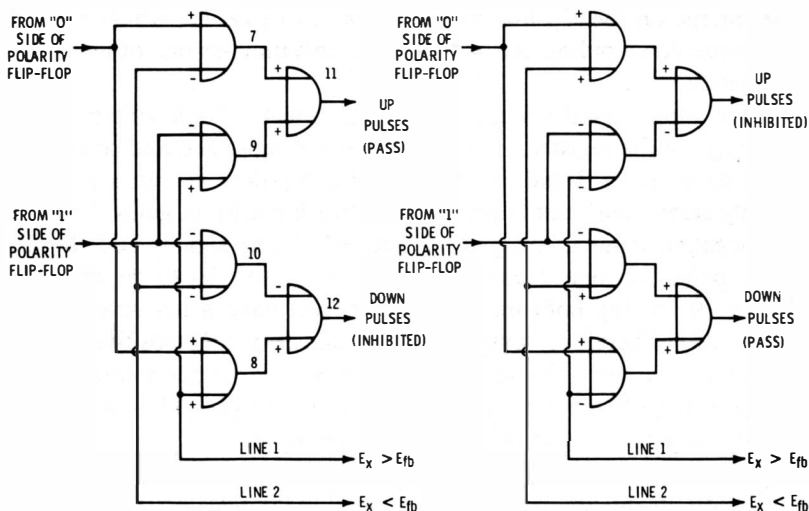 FROM "0"
SIDE OF
POLARITY
FLIP-FLOP
+
7
-
+
11
+
UP
PULSES
(PASS)
-
9
+
FROM "1"
SIDE OF
POLARITY
FLIP-FLOP
-
10
-
-
12
+
DOWN
PULSES
(INHIBITED)
+
8
+
LINE 1
Ex > Efb
LINE 2
Ex < Efb
FROM "0"
SIDE OF
POLARITY
FLIP-FLOP
+
+
+
-
UP
PULSES
(INHIBITED)
-
-
FROM "1"
SIDE OF
POLARITY
FLIP-FLOP
-
+
+
+
DOWN
PULSES
(PASS)
+
-
LINE 1
Ex > Efb
LINE 2
Ex < Efb